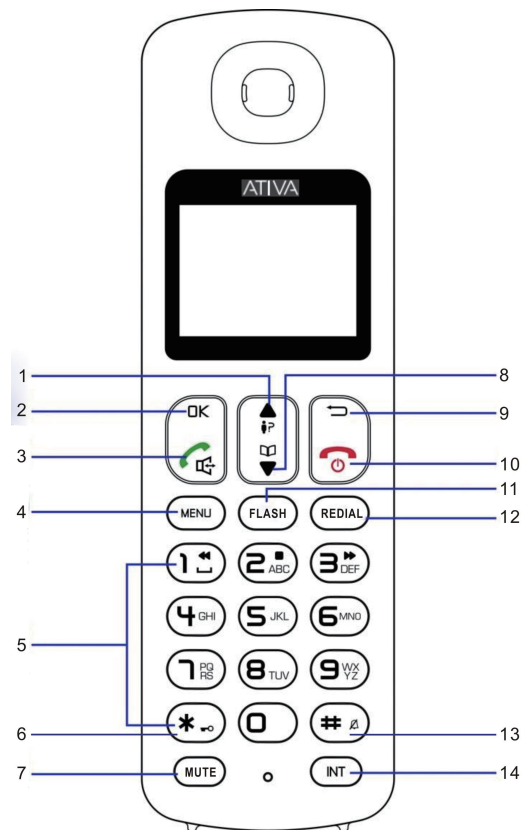 ATIVA
1
8
2
OK
9
3
10
11
4
MENU
FLASH
REDIAL
12
1
2 ABC
3 DEF
4 GHI
5 JKL
6 MNO
5
7 PQ
RS
8 TUV
9 WX
YZ
*
0
#
6
13
7
MUTE
INT
14